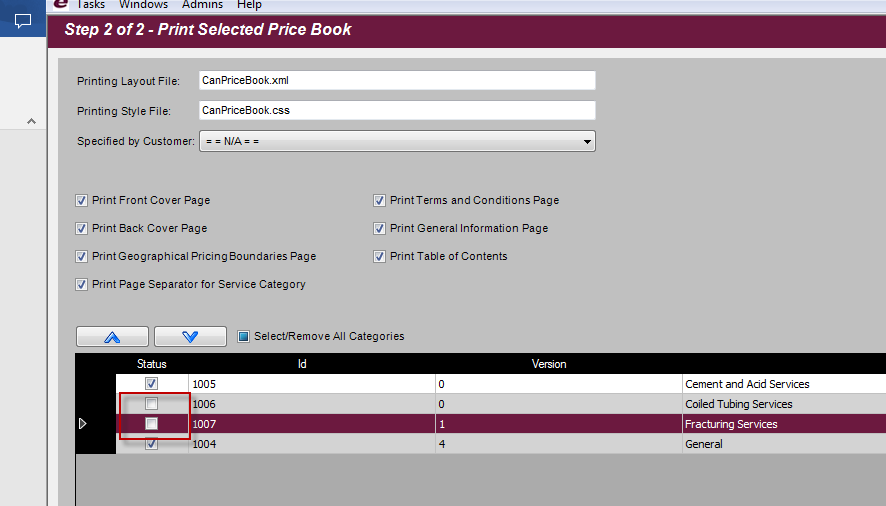 Tasks Windows Admins Help
Step 2 of 2 - Print Selected Price Book
Printing Layout File: CanPriceBook.xml
Printing Style File: CanPriceBook.css
Specified by Customer: = = N/A = =
Print Front Cover Page Print Terms and Conditions Page
Print Back Cover Page Print General Information Page
Print Geographical Pricing Boundaries Page Print Table of Contents
Print Page Separator for Service Category
Select/Remove All Categories
Status Id Version
1005 0 Cement and Acid Services
1006 0 Coiled Tubing Services
1007 1 Fracturing Services
1004 4 General